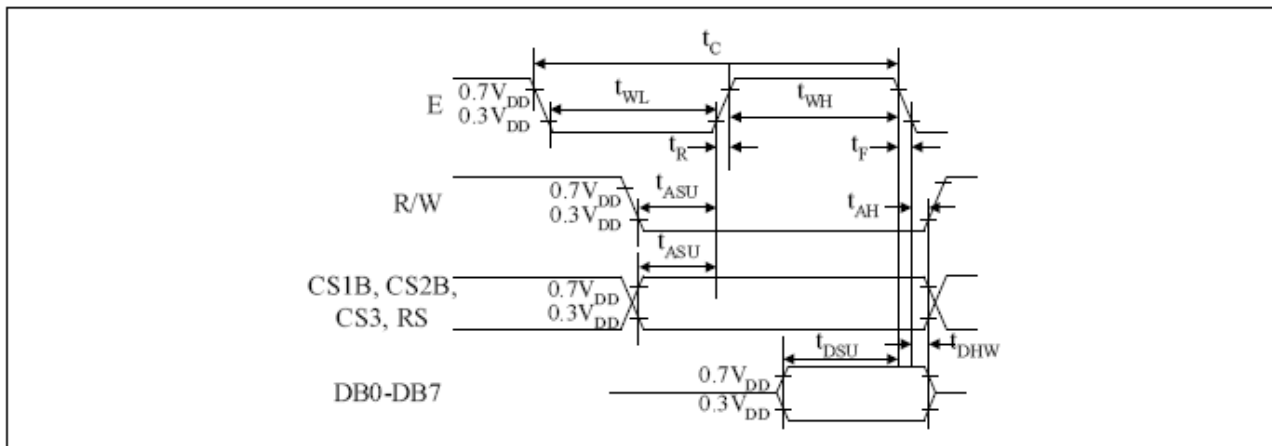 tC
0.7VDD
tWL
tWH
E
0.3VDD
tR
tF
0.7VDD
tASU
R/W
tAH
0.3VDD
tASU
CS1B, CS2B,
0.7VDD
CS3, RS
0.3VDD
tDSU
tDHW
0.7VDD
DB0-DB7
0.3VDD